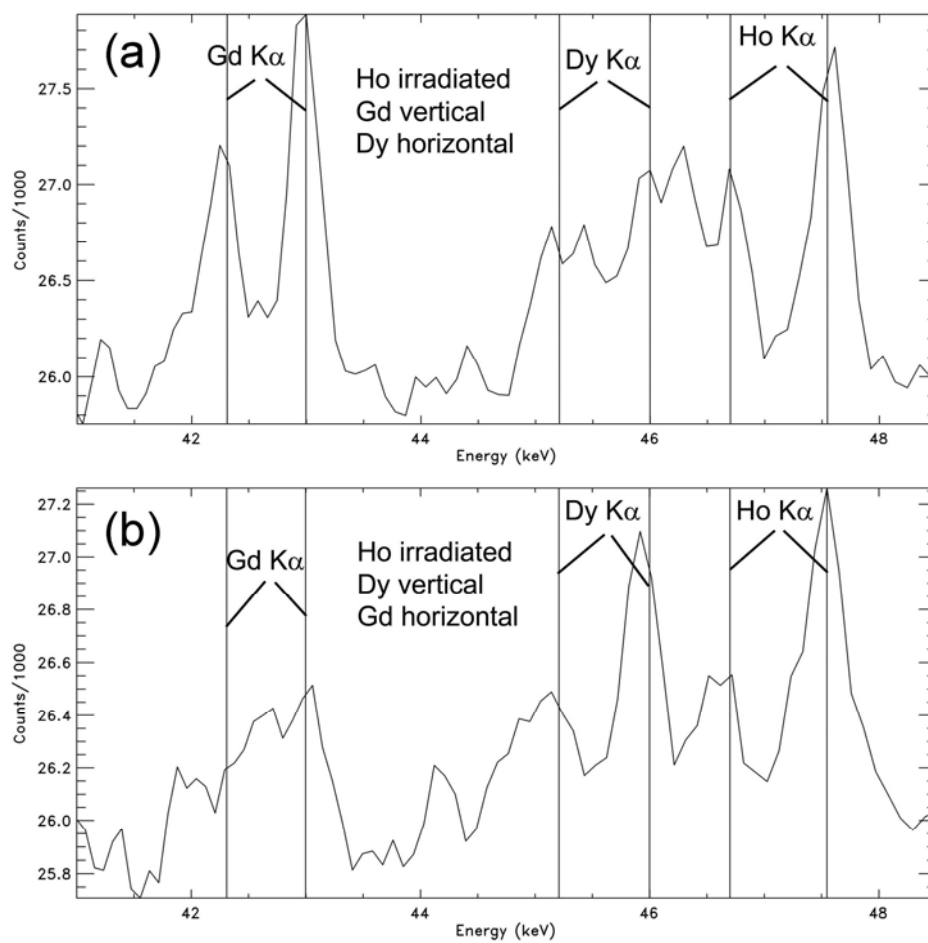 (a)
Gd Kα
Dy Kα
Ho Kα
Ho irradiated
Gd vertical
Dy horizontal
27.5
27.0
26.5
26.0
Counts/1000
42
44
46
48
Energy (keV)
(b)
Gd Kα
Dy Kα
Ho Kα
Ho irradiated
Dy vertical
Gd horizontal
27.2
27.0
26.8
26.6
26.4
26.2
26.0
25.8
Counts/1000
42
44
46
48
Energy (keV)